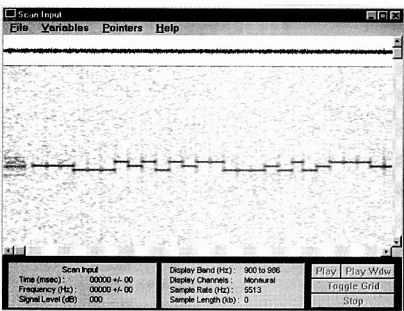 Scan Input
File Variables Pointers Help
Scan Input
Time (msec) : 00000 +/- 00
Frequency (Hz) : 00000 +/- 00
Signal Level (dB) 000
Display Band (Hz) : 900 to 986
Display Channels : Monaural
Sample Rate (Hz) : 5513
Sample Length (kb) : 0
Play Play Wdw
Toggle Grid
Stop